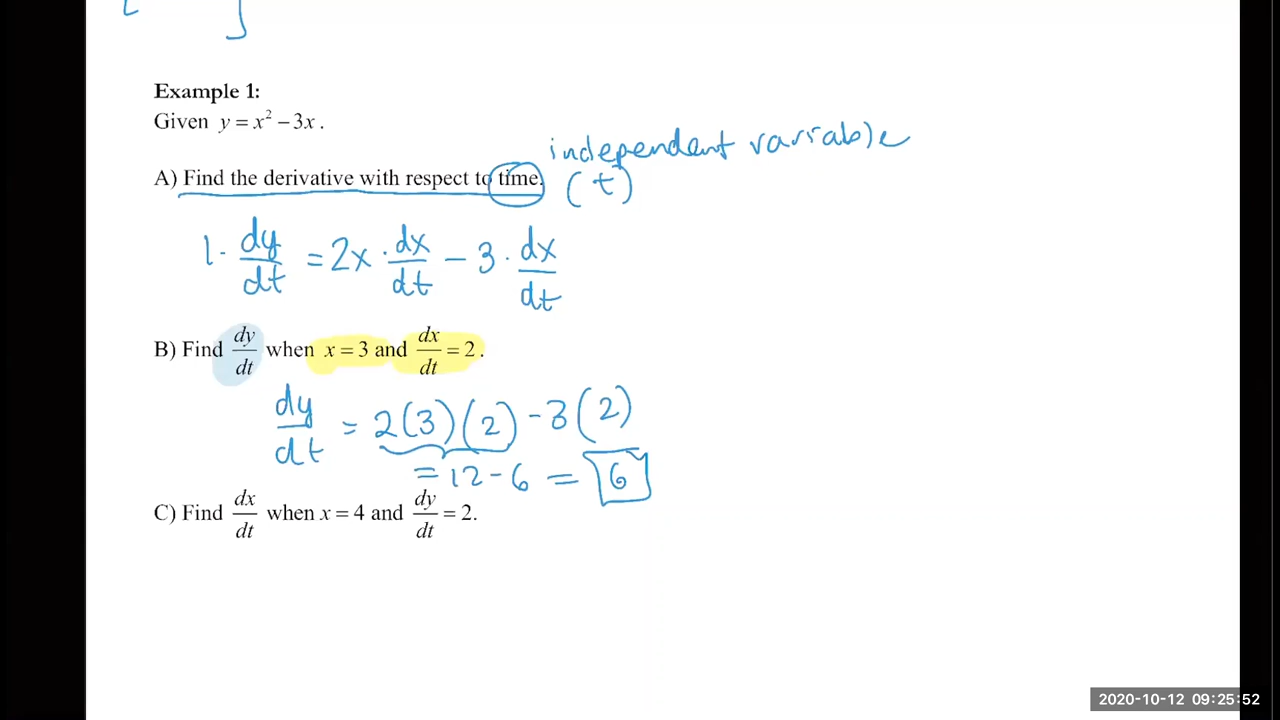 Example 1:
Given y = x² – 3x .
independent variable
A) Find the derivative with respect to time. (t)
1 · dy/dt = 2x · dx/dt – 3 · dx/dt
B) Find dy/dt when x = 3 and dx/dt = 2 .
dy/dt = 2(3)(2) – 3(2)
= 12 – 6 = 6
C) Find dx/dt when x = 4 and dy/dt = 2.
2020-10-12 09:25:52